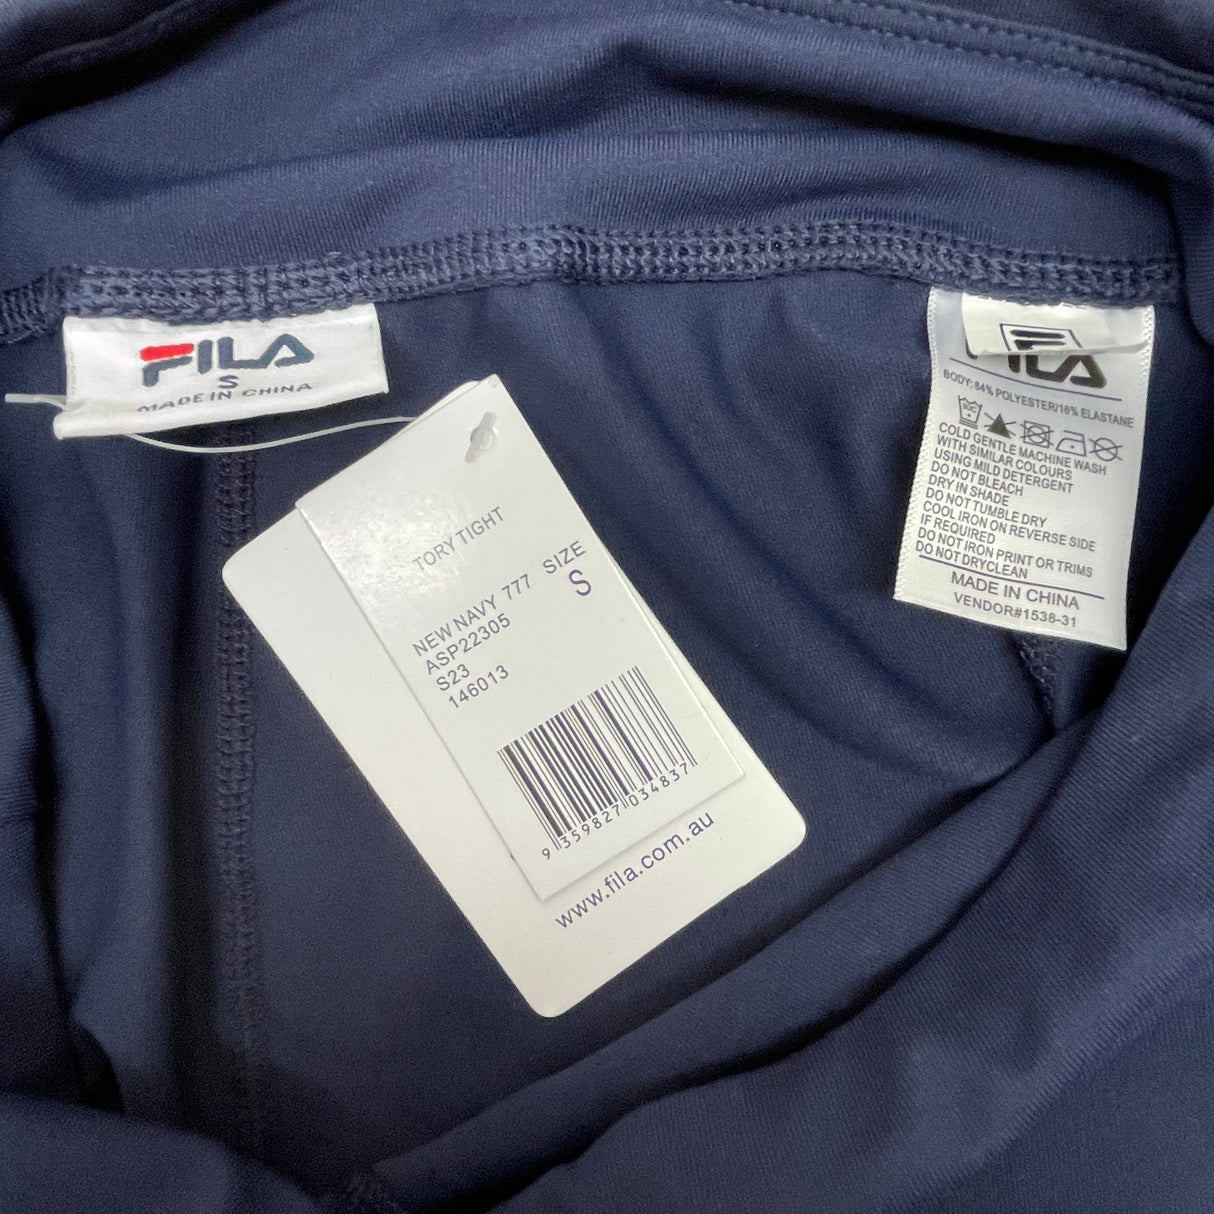 FILA
S
MADE IN CHINA
TORY TIGHT
NEW NAVY 777 SIZE
ASP22305 S
S23
146013
9 359827 034837
www.fila.com.au
FILA
BODY: 84% POLYESTER/16% ELASTANE
COLD GENTLE MACHINE WASH
WITH SIMILAR COLOURS
USING MILD DETERGENT
DO NOT BLEACH
DRY IN SHADE
DO NOT TUMBLE DRY
COOL IRON ON REVERSE SIDE
IF REQUIRED
DO NOT IRON PRINT OR TRIMS
DO NOT DRYCLEAN
MADE IN CHINA
VENDOR#1538-31